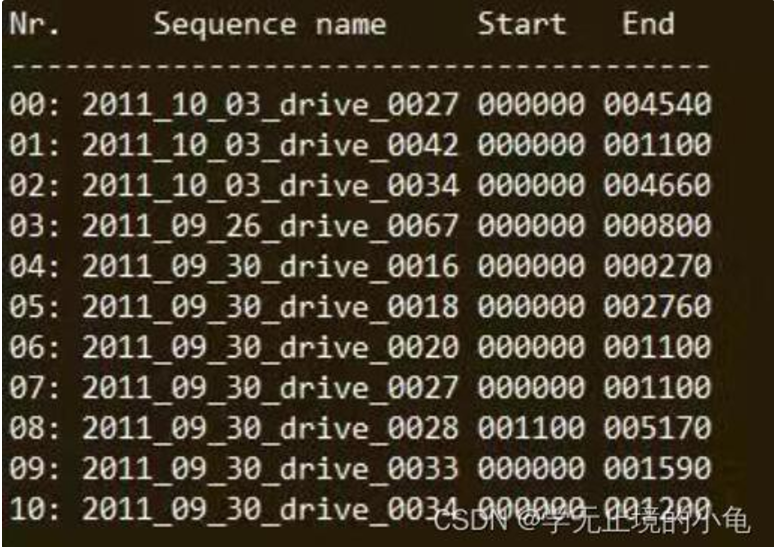 Nr. Sequence name Start End
----------------------------------------
00: 2011_10_03_drive_0027 000000 004540
01: 2011_10_03_drive_0042 000000 001100
02: 2011_10_03_drive_0034 000000 004660
03: 2011_09_26_drive_0067 000000 000800
04: 2011_09_30_drive_0016 000000 000270
05: 2011_09_30_drive_0018 000000 002760
06: 2011_09_30_drive_0020 000000 001100
07: 2011_09_30_drive_0027 000000 001100
08: 2011_09_30_drive_0028 001100 005170
09: 2011_09_30_drive_0033 000000 001590
10: 2011_09_30_drive_0034 000000 001200
CSDN @学无止境的小龟